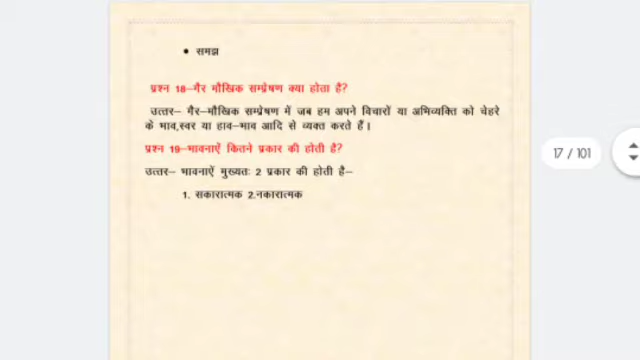 • समझ
प्रश्न 18–गैर मौखिक सम्प्रेषण क्या होता है?
उत्तर– गैर–मौखिक सम्प्रेषण में जब हम अपने विचारों या अभिव्यक्ति को चेहरे
के भाव,स्वर या हाव–भाव आदि से व्यक्त करते हैं।
प्रश्न 19–भावनाऐं कितने प्रकार की होती है?
उत्तर– भावनाऐं मुख्यतः 2 प्रकार की होती है–
1. सकारात्मक 2.नकारात्मक
17 / 101